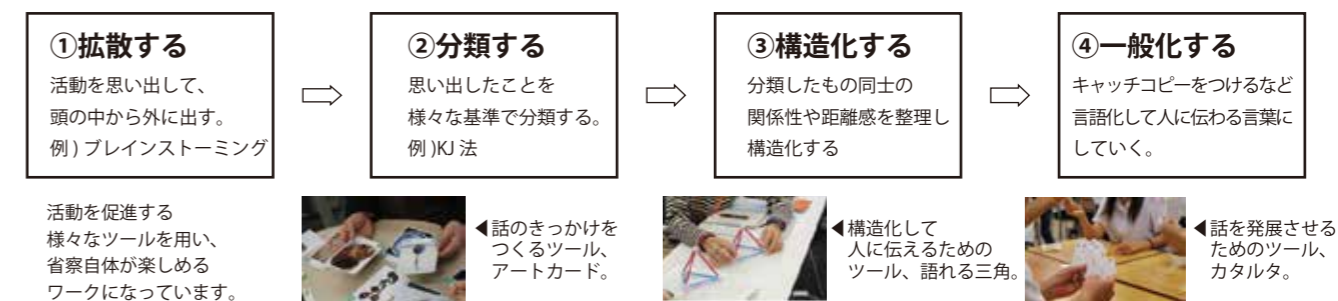 ①拡散する
活動を思い出して、
頭の中から外に出す。
例 ) ブレインストーミング
②分類する
思い出したことを
様々な基準で分類する。
例 )KJ 法
③構造化する
分類したもの同士の
関係性や距離感を整理し
構造化する
④一般化する
キャッチコピーをつけるなど
言語化して人に伝わる言葉に
していく。
活動を促進する
様々なツールを用い、
省察自体が楽しめる
ワークになっています。
◀話のきっかけを
つくるツール、
アートカード。
◀構造化して
人に伝えるための
ツール、語れる三角。
◀話を発展させる
ためのツール、
カタルタ。